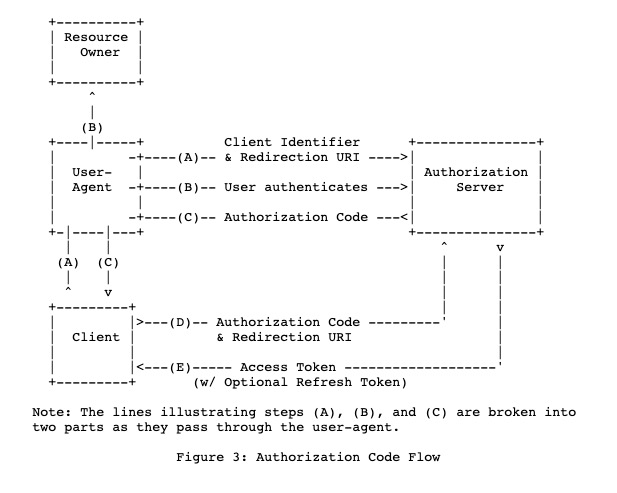 Resource
Owner
(B)
Client Identifier
(A) & Redirection URI
User-
Agent
(B) User authenticates
Authorization
Server
(C) Authorization Code
(A) (C)
Client
(D) Authorization Code
& Redirection URI
(E) Access Token
(w/ Optional Refresh Token)
Note: The lines illustrating steps (A), (B), and (C) are broken into
two parts as they pass through the user-agent.
Figure 3: Authorization Code Flow